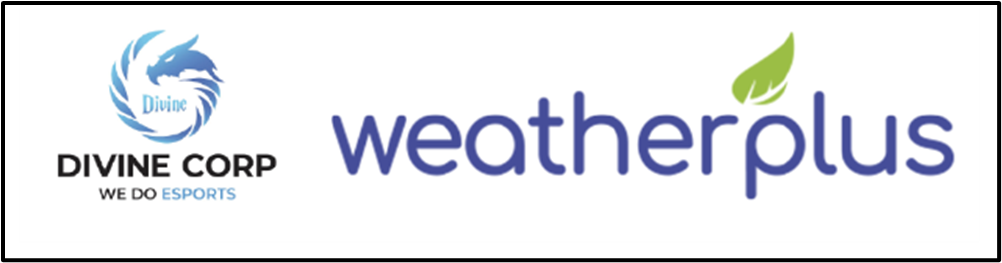 Divine
DIVINE CORP
WE DO ESPORTS
weatherplus